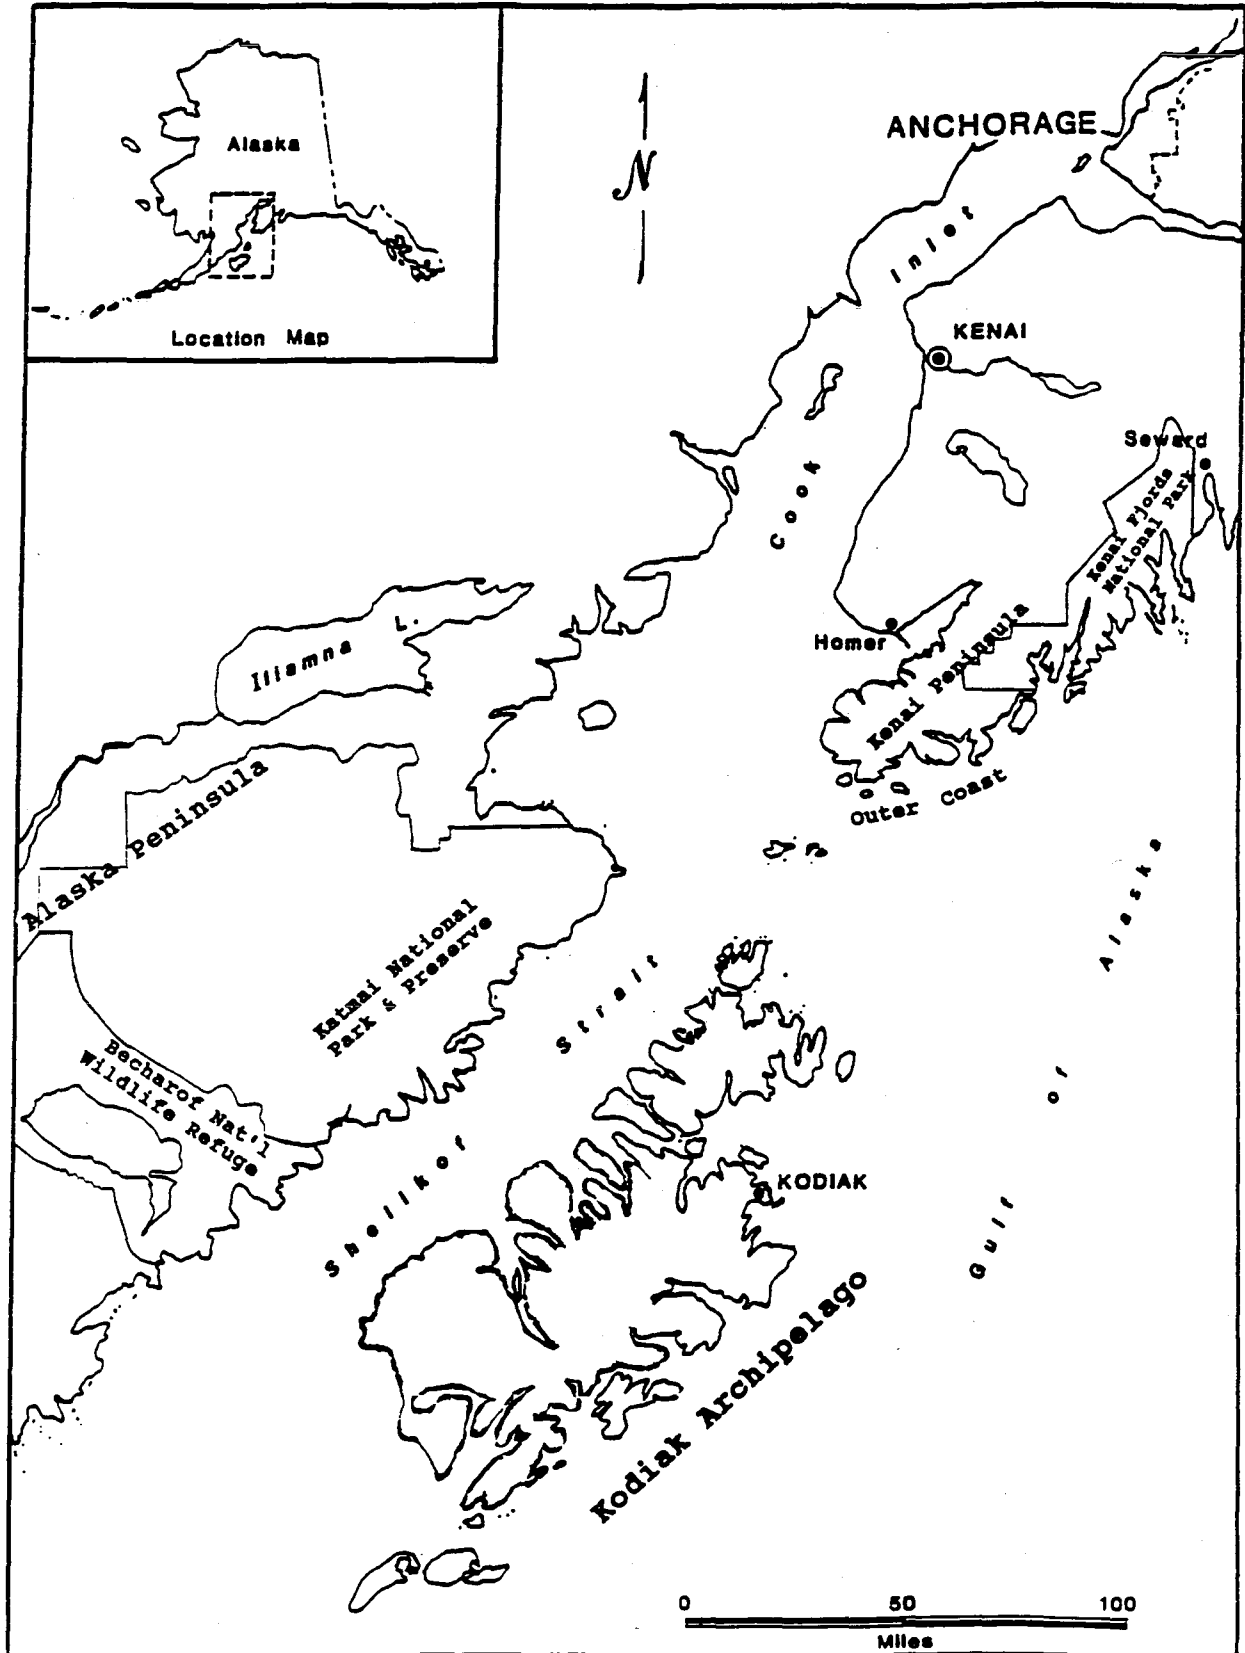 Alaska
Location Map
N
ANCHORAGE
Inlet
KENAI
Cook
Seward
Kenai Fjords
National Park
Homer
Kenai Peninsula
L.
Iliamna
Outer Coast
Alaska Peninsula
Katmai National
Park & Preserve
Strait
Shelikof
Becharof Nat'l
Wildlife Refuge
KODIAK
Kodiak Archipelago
Gulf of Alaska
0 50 100
Miles